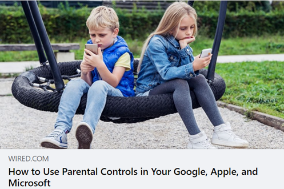 WIRED.COM
How to Use Parental Controls in Your Google, Apple, and
Microsoft